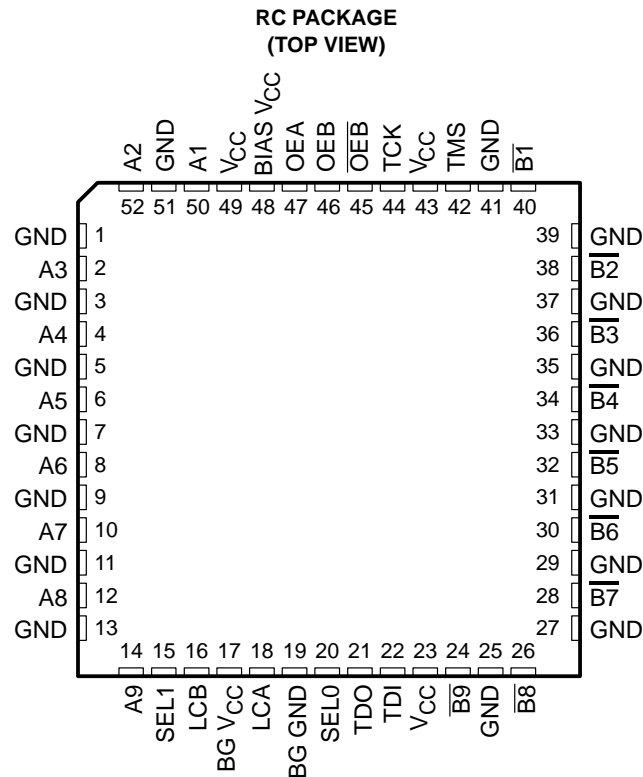 RC PACKAGE
(TOP VIEW)
A2 GND A1 VCC BIAS VCC OEA OEB OEB TCK VCC TMS GND B1
52 51 50 49 48 47 46 45 44 43 42 41 40
GND 1 39 GND
A3 2 38 B2
GND 3 37 GND
A4 4 36 B3
GND 5 35 GND
A5 6 34 B4
GND 7 33 GND
A6 8 32 B5
GND 9 31 GND
A7 10 30 B6
GND 11 29 GND
A8 12 28 B7
GND 13 27 GND
14 15 16 17 18 19 20 21 22 23 24 25 26
A9 SEL1 LCB BG VCC LCA BG GND SEL0 TDO TDI VCC B9 GND B8